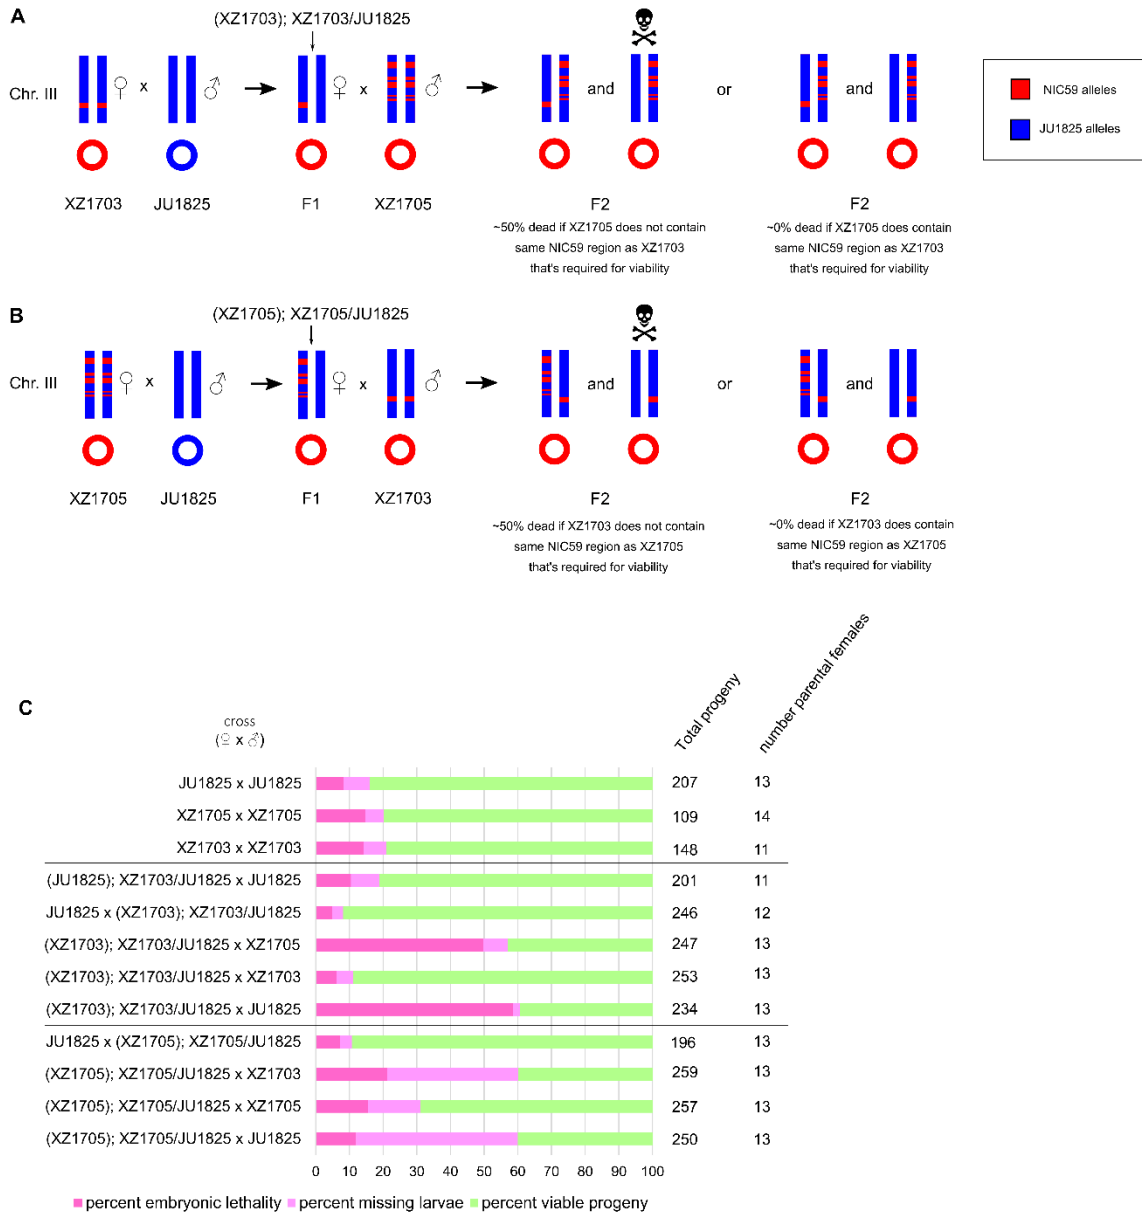 A
(XZ1703); XZ1703/JU1825
Chr. III
♀ x ♂
♀ x ♂
and
or
and
NIC59 alleles
JU1825 alleles
XZ1703
JU1825
F1
XZ1705
F2
F2
~50% dead if XZ1705 does not contain
same NIC59 region as XZ1703
that's required for viability
~0% dead if XZ1705 does contain
same NIC59 region as XZ1703
that's required for viability
B
(XZ1705); XZ1705/JU1825
Chr. III
♀ x ♂
♀ x ♂
and
or
and
XZ1705
JU1825
F1
XZ1703
F2
F2
~50% dead if XZ1703 does not contain
same NIC59 region as XZ1705
that's required for viability
~0% dead if XZ1703 does contain
same NIC59 region as XZ1705
that's required for viability
C
cross
(♀ x ♂)
Total progeny
number parental females
JU1825 x JU1825 207 13
XZ1705 x XZ1705 109 14
XZ1703 x XZ1703 148 11
(JU1825); XZ1703/JU1825 x JU1825 201 11
JU1825 x (XZ1703); XZ1703/JU1825 246 12
(XZ1703); XZ1703/JU1825 x XZ1705 247 13
(XZ1703); XZ1703/JU1825 x XZ1703 253 13
(XZ1703); XZ1703/JU1825 x JU1825 234 13
JU1825 x (XZ1705); XZ1705/JU1825 196 13
(XZ1705); XZ1705/JU1825 x XZ1703 259 13
(XZ1705); XZ1705/JU1825 x XZ1705 257 13
(XZ1705); XZ1705/JU1825 x JU1825 250 13
0 10 20 30 40 50 60 70 80 90 100
percent embryonic lethality percent missing larvae percent viable progeny